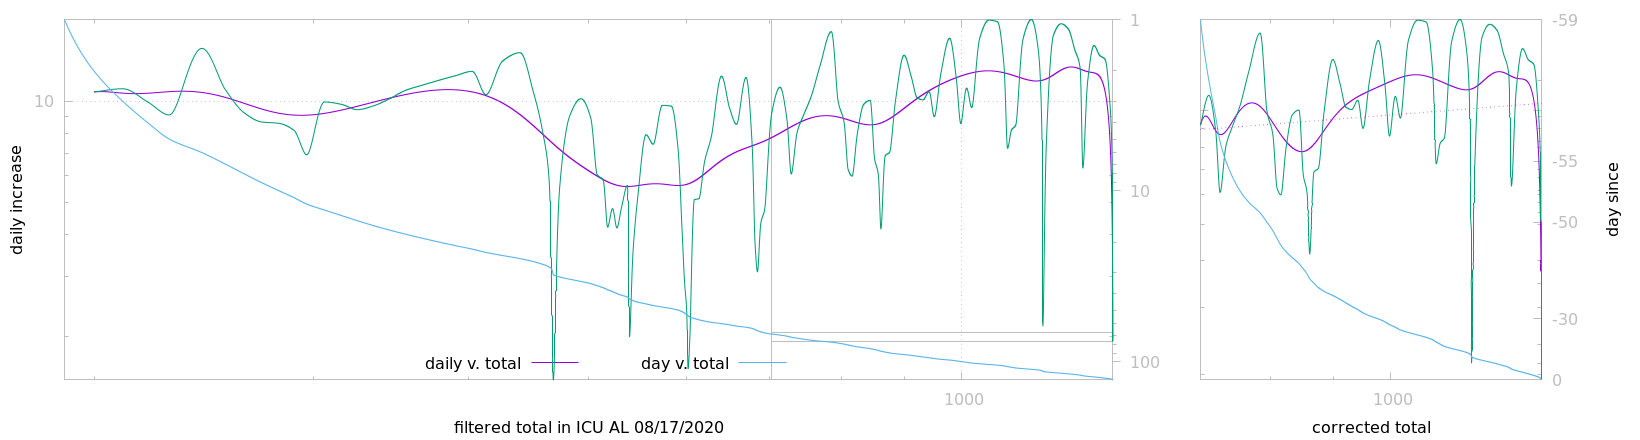 1
-59
10
daily increase
-55
10
day since
-50
-30
daily v. total
day v. total
100
0
1000
1000
filtered total in ICU AL 08/17/2020
corrected total